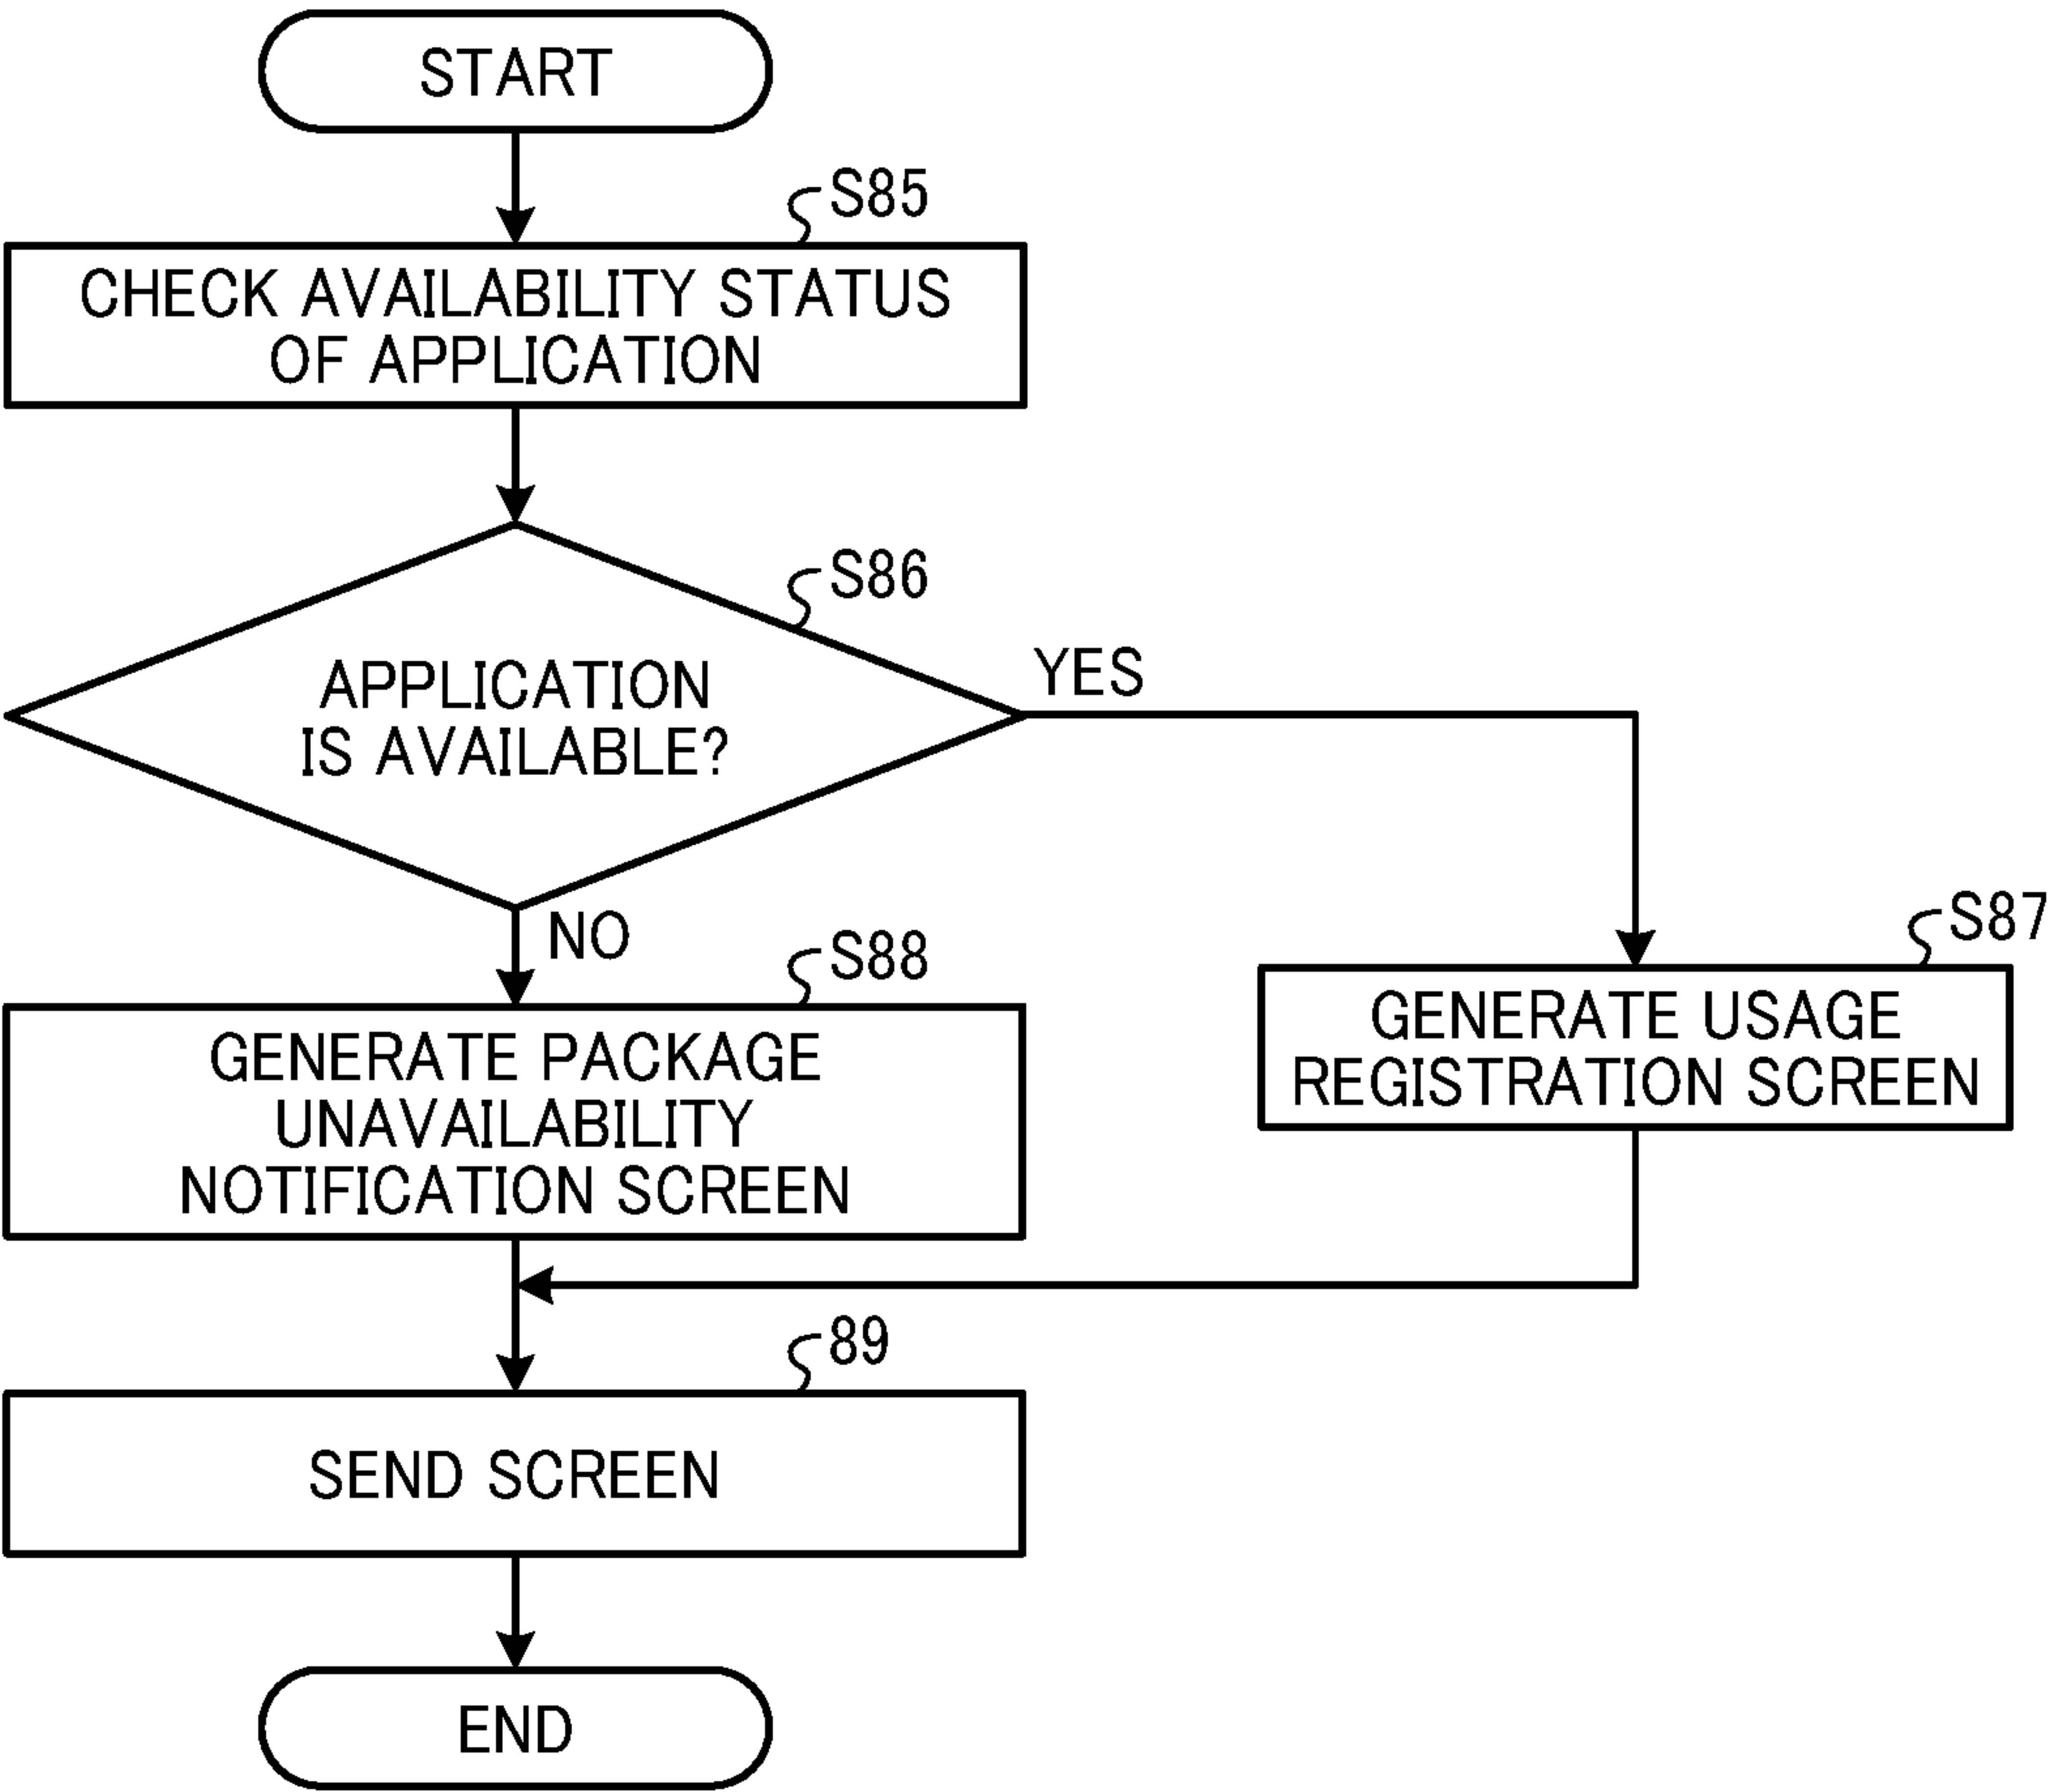 START
S85
CHECK AVAILABILITY STATUS
OF APPLICATION
S86
APPLICATION
IS AVAILABLE?
YES
NO
S87
GENERATE USAGE
REGISTRATION SCREEN
S88
GENERATE PACKAGE
UNAVAILABILITY
NOTIFICATION SCREEN
89
SEND SCREEN
END